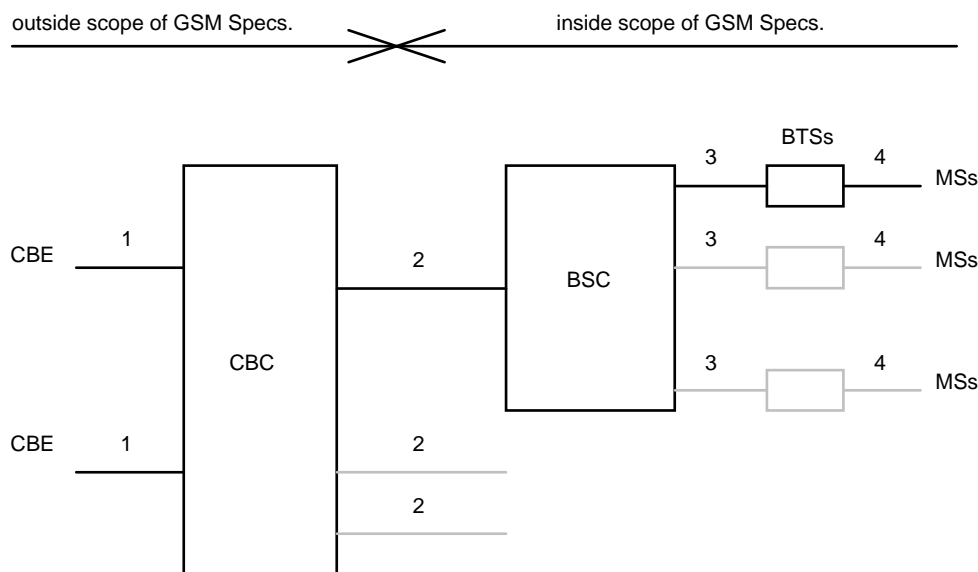 outside scope of GSM Specs. inside scope of GSM Specs.
BTSs
3 4 MSs
1 3 4 MSs
CBE 2 BSC
CBC 3 4 MSs
CBE 1 2
2